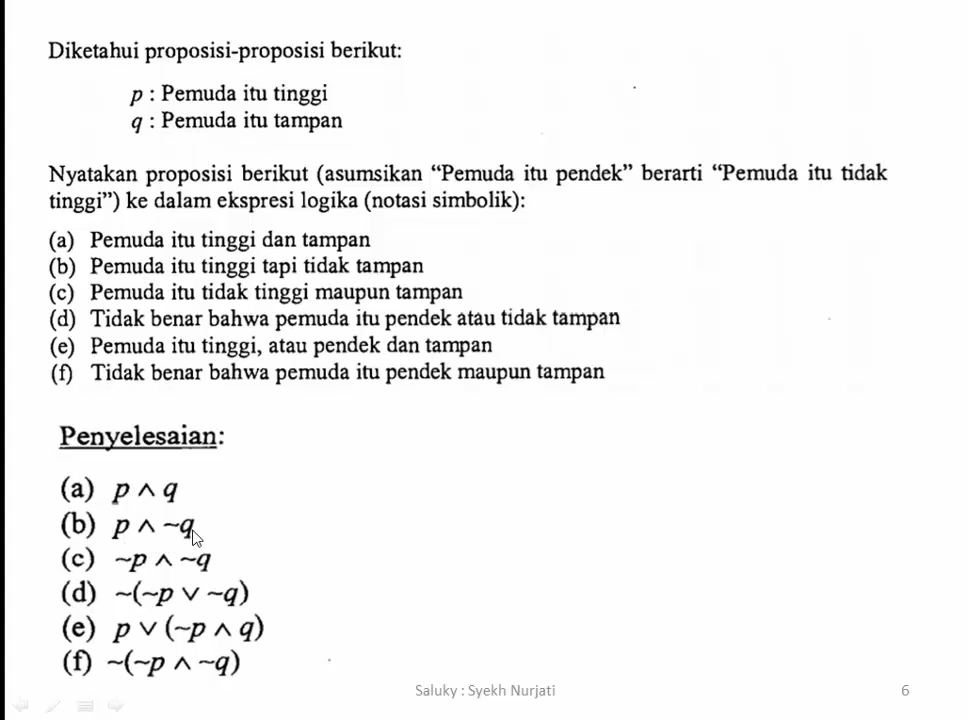 Diketahui proposisi-proposisi berikut:
p : Pemuda itu tinggi
q : Pemuda itu tampan
Nyatakan proposisi berikut (asumsikan “Pemuda itu pendek” berarti “Pemuda itu tidak
tinggi”) ke dalam ekspresi logika (notasi simbolik):
(a) Pemuda itu tinggi dan tampan
(b) Pemuda itu tinggi tapi tidak tampan
(c) Pemuda itu tidak tinggi maupun tampan
(d) Tidak benar bahwa pemuda itu pendek atau tidak tampan
(e) Pemuda itu tinggi, atau pendek dan tampan
(f) Tidak benar bahwa pemuda itu pendek maupun tampan
Penyelesaian:
(a) p ∧ q
(b) p ∧ ~q
(c) ~p ∧ ~q
(d) ~(~p ∨ ~q)
(e) p ∨ (~p ∧ q)
(f) ~(~p ∧ ~q)
Saluky : Syekh Nurjati 6